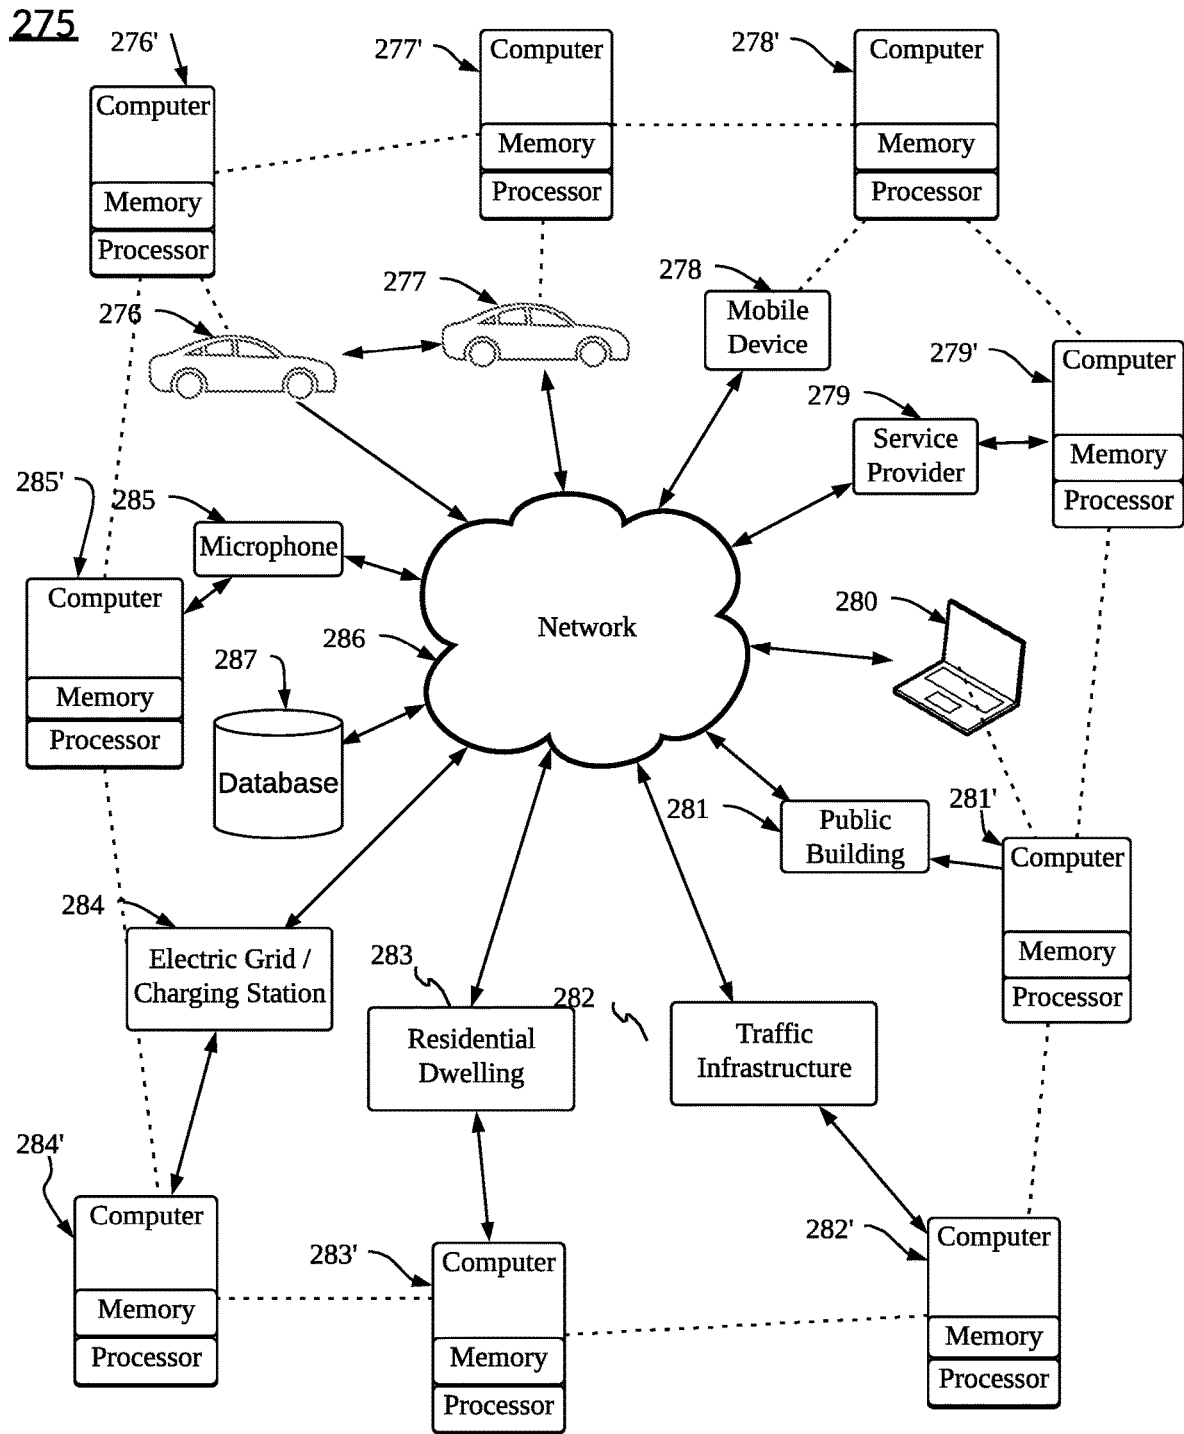 275
276'
Computer
Memory
Processor
277'
Computer
Memory
Processor
278'
Computer
Memory
Processor
276
277
278
Mobile
Device
279'
Computer
Memory
Processor
279
Service
Provider
285'
Computer
Memory
Processor
285
Microphone
286
Network
280
287
Database
281
Public
Building
281'
Computer
Memory
Processor
284
Electric Grid /
Charging Station
283
Residential
Dwelling
282
Traffic
Infrastructure
284'
Computer
Memory
Processor
283'
Computer
Memory
Processor
282'
Computer
Memory
Processor